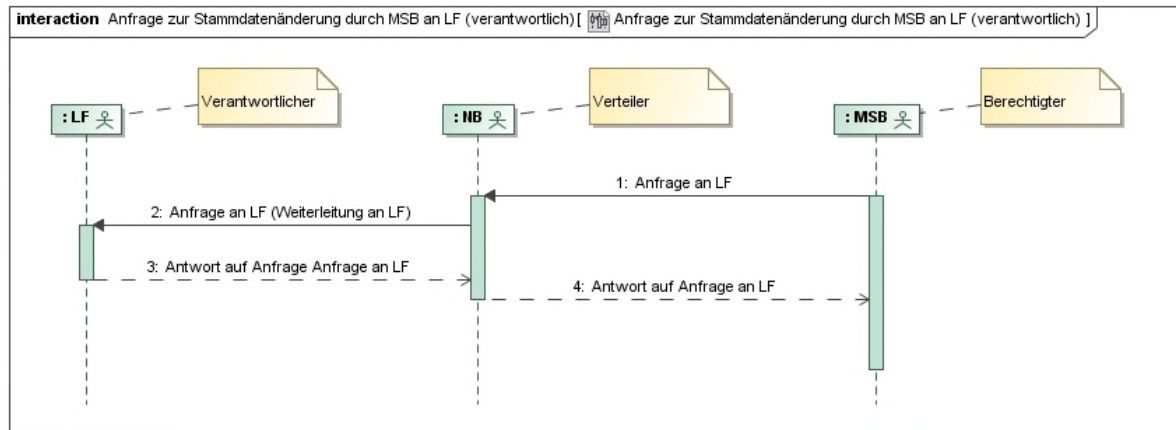 interaction Anfrage zur Stammdatenänderung durch MSB an LF (verantwortlich)[ Anfrage zur Stammdatenänderung durch MSB an LF (verantwortlich) ]
Verantwortlicher
Verteiler
Berechtigter
: LF
: NB
: MSB
1: Anfrage an LF
2: Anfrage an LF (Weiterleitung an LF)
3: Antwort auf Anfrage Anfrage an LF
4: Antwort auf Anfrage an LF